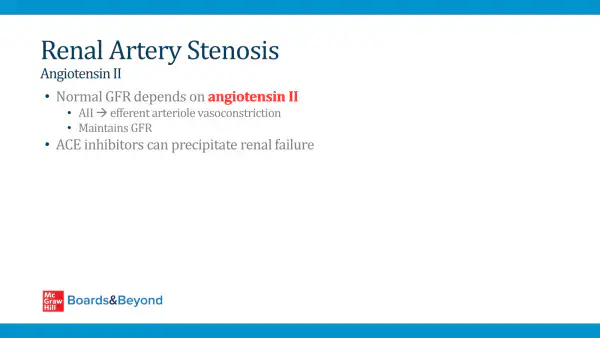 Renal Artery Stenosis
Angiotensin II
• Normal GFR depends on angiotensin II
• AII → efferent arteriole vasoconstriction
• Maintains GFR
• ACE inhibitors can precipitate renal failure
Mc
Graw
Hill
Boards&Beyond